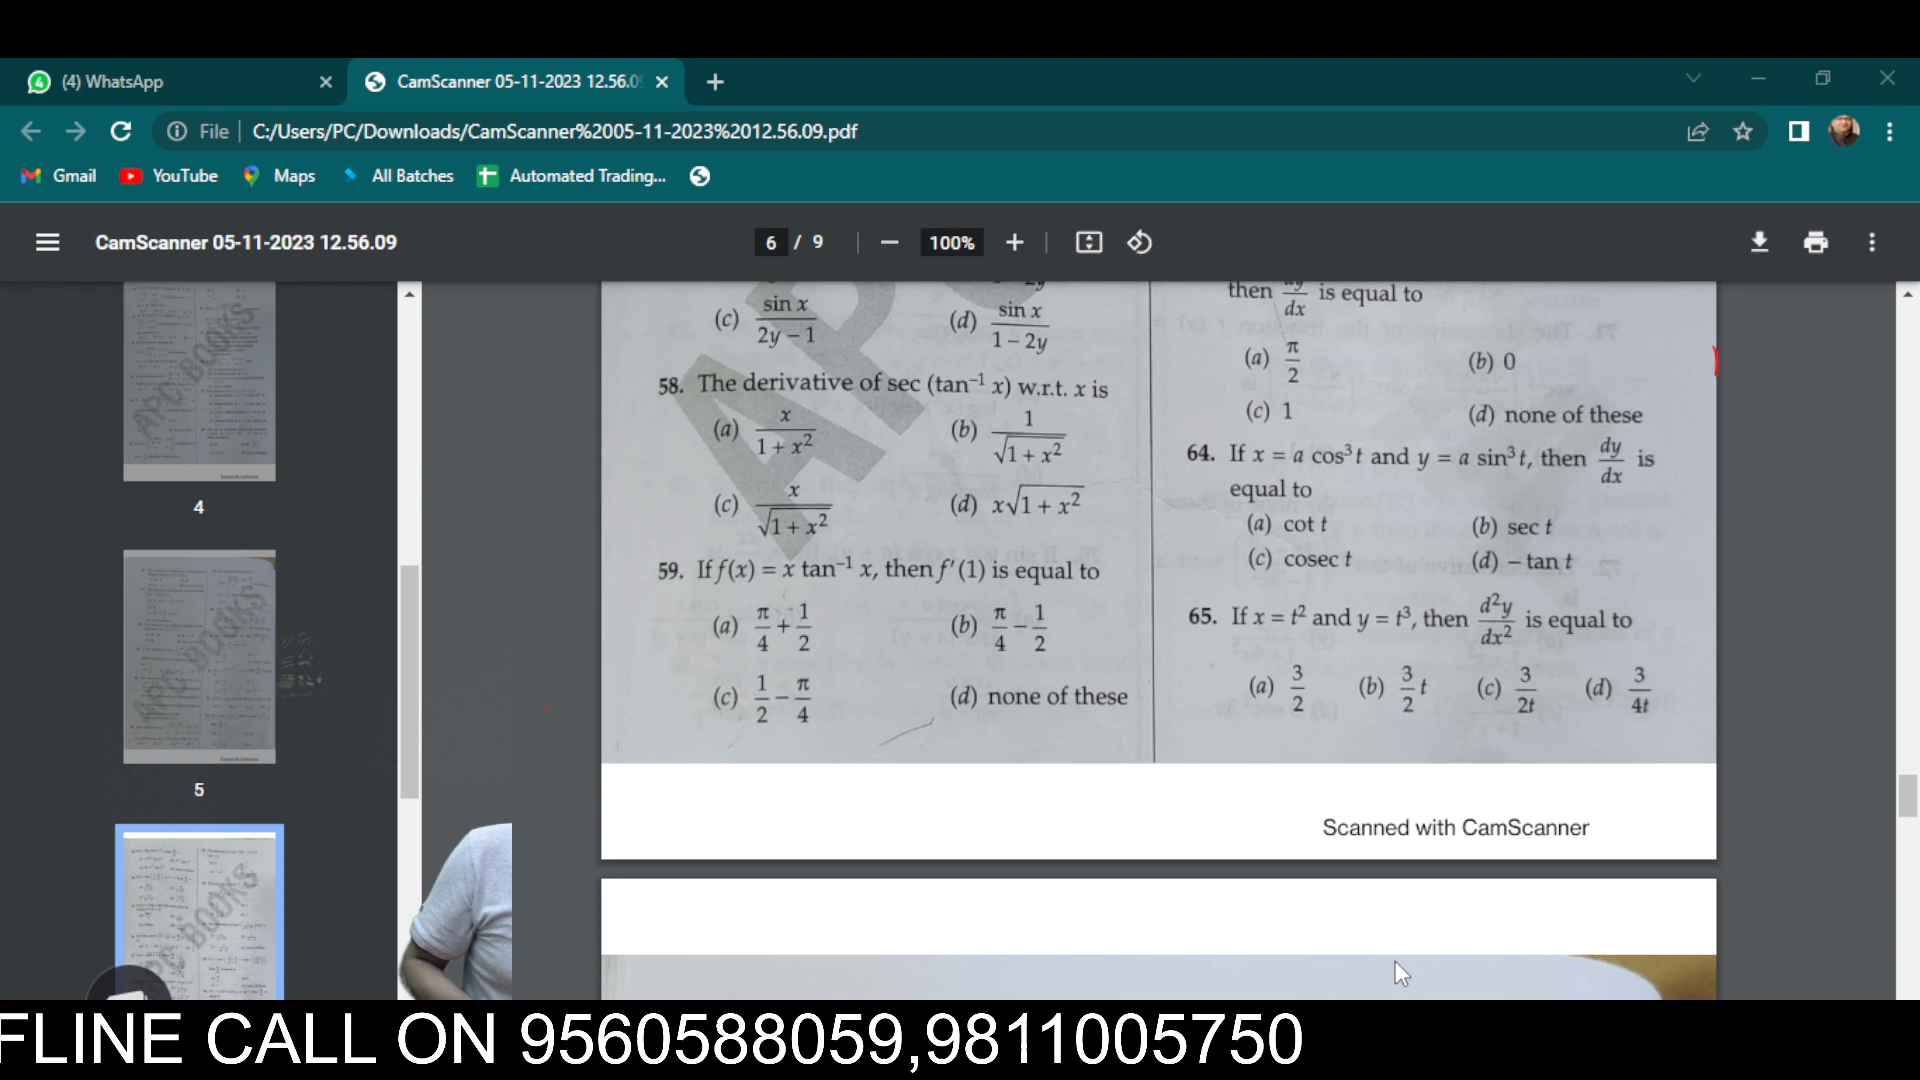 (4) WhatsApp
CamScanner 05-11-2023 12.56.0
File
C:/Users/PC/Downloads/CamScanner%2005-11-2023%2012.56.09.pdf
Gmail YouTube Maps All Batches Automated Trading...
CamScanner 05-11-2023 12.56.09
6 / 9
100%
4
5
APC BOOKS
(c) sin x / 2y – 1 (d) sin x / 1 – 2y
58. The derivative of sec (tan⁻¹ x) w.r.t. x is
(a) x / 1 + x² (b) 1 / √1 + x²
(c) x / √1 + x² (d) x√1 + x²
59. If f(x) = x tan⁻¹ x, then f′(1) is equal to
(a) π/4 + 1/2 (b) π/4 – 1/2
(c) 1/2 – π/4 (d) none of these
then dy/dx is equal to
(a) π/2 (b) 0
(c) 1 (d) none of these
64. If x = a cos³t and y = a sin³t, then dy/dx is
equal to
(a) cot t (b) sec t
(c) cosec t (d) – tan t
65. If x = t² and y = t³, then d²y/dx² is equal to
(a) 3/2 (b) 3/2 t (c) 3/2t (d) 3/4t
Scanned with CamScanner
FLINE CALL ON 9560588059,9811005750